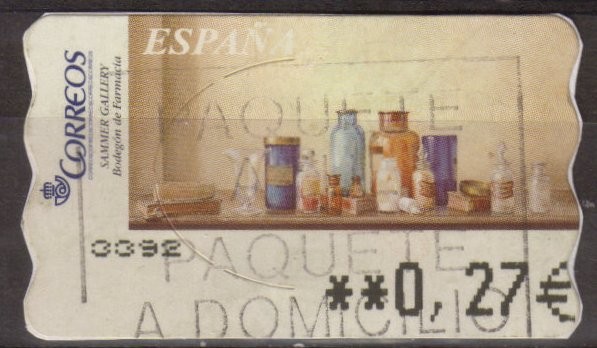 ESPAÑA
CORREOS
SAMMER GALLERY
Bodegón de Farmacia
PAQUETE
A
0392
PAQUETE
A DOMICILIO
**0,27€